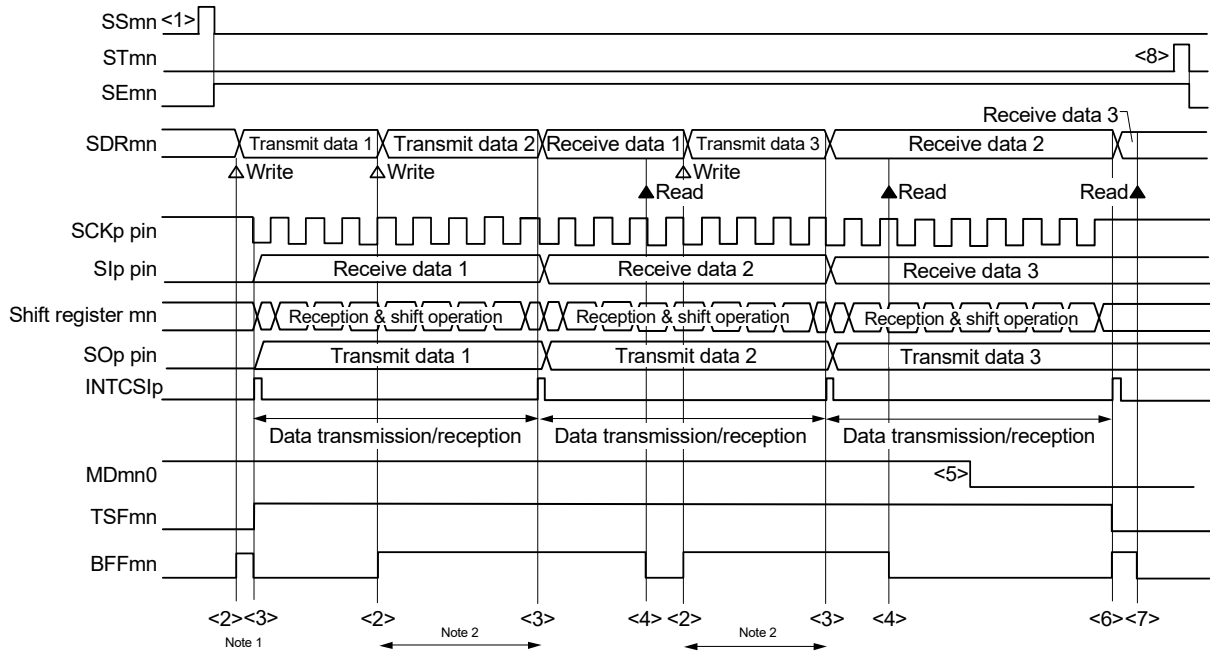 SSmn <1>
STmn <8>
SEmn
Receive data 3
SDRmn Transmit data 1 Transmit data 2 Receive data 1 Transmit data 3 Receive data 2
Write Write Write
Read Read Read
SCKp pin
SIp pin Receive data 1 Receive data 2 Receive data 3
Shift register mn Reception & shift operation Reception & shift operation Reception & shift operation
SOp pin Transmit data 1 Transmit data 2 Transmit data 3
INTCSIp
Data transmission/reception Data transmission/reception Data transmission/reception
MDmn0 <5>
TSFmn
BFFmn
<2> <3> <2> <3> <4> <2> <3> <4> <6> <7>
Note 1 Note 2 Note 2